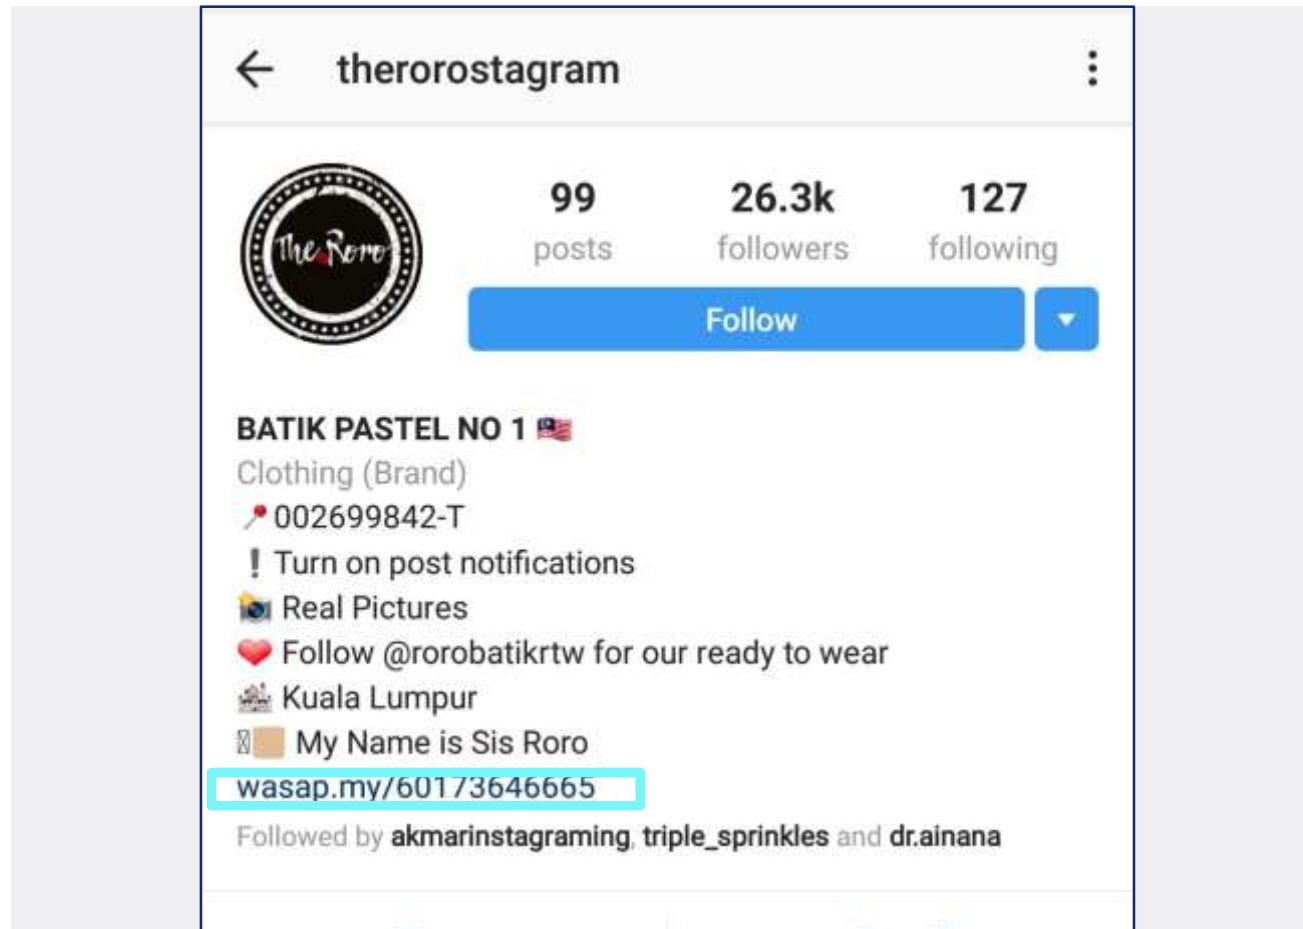 therorostagram
The Roro
99
26.3k
127
posts
followers
following
Follow
BATIK PASTEL NO 1 🇲🇾
Clothing (Brand)
📍002699842-T
❗Turn on post notifications
📸 Real Pictures
❤️ Follow @rorobatikrtw for our ready to wear
🏰 Kuala Lumpur
My Name is Sis Roro
wasap.my/60173646665
Followed by akmarinstagraming, triple_sprinkles and dr.ainana